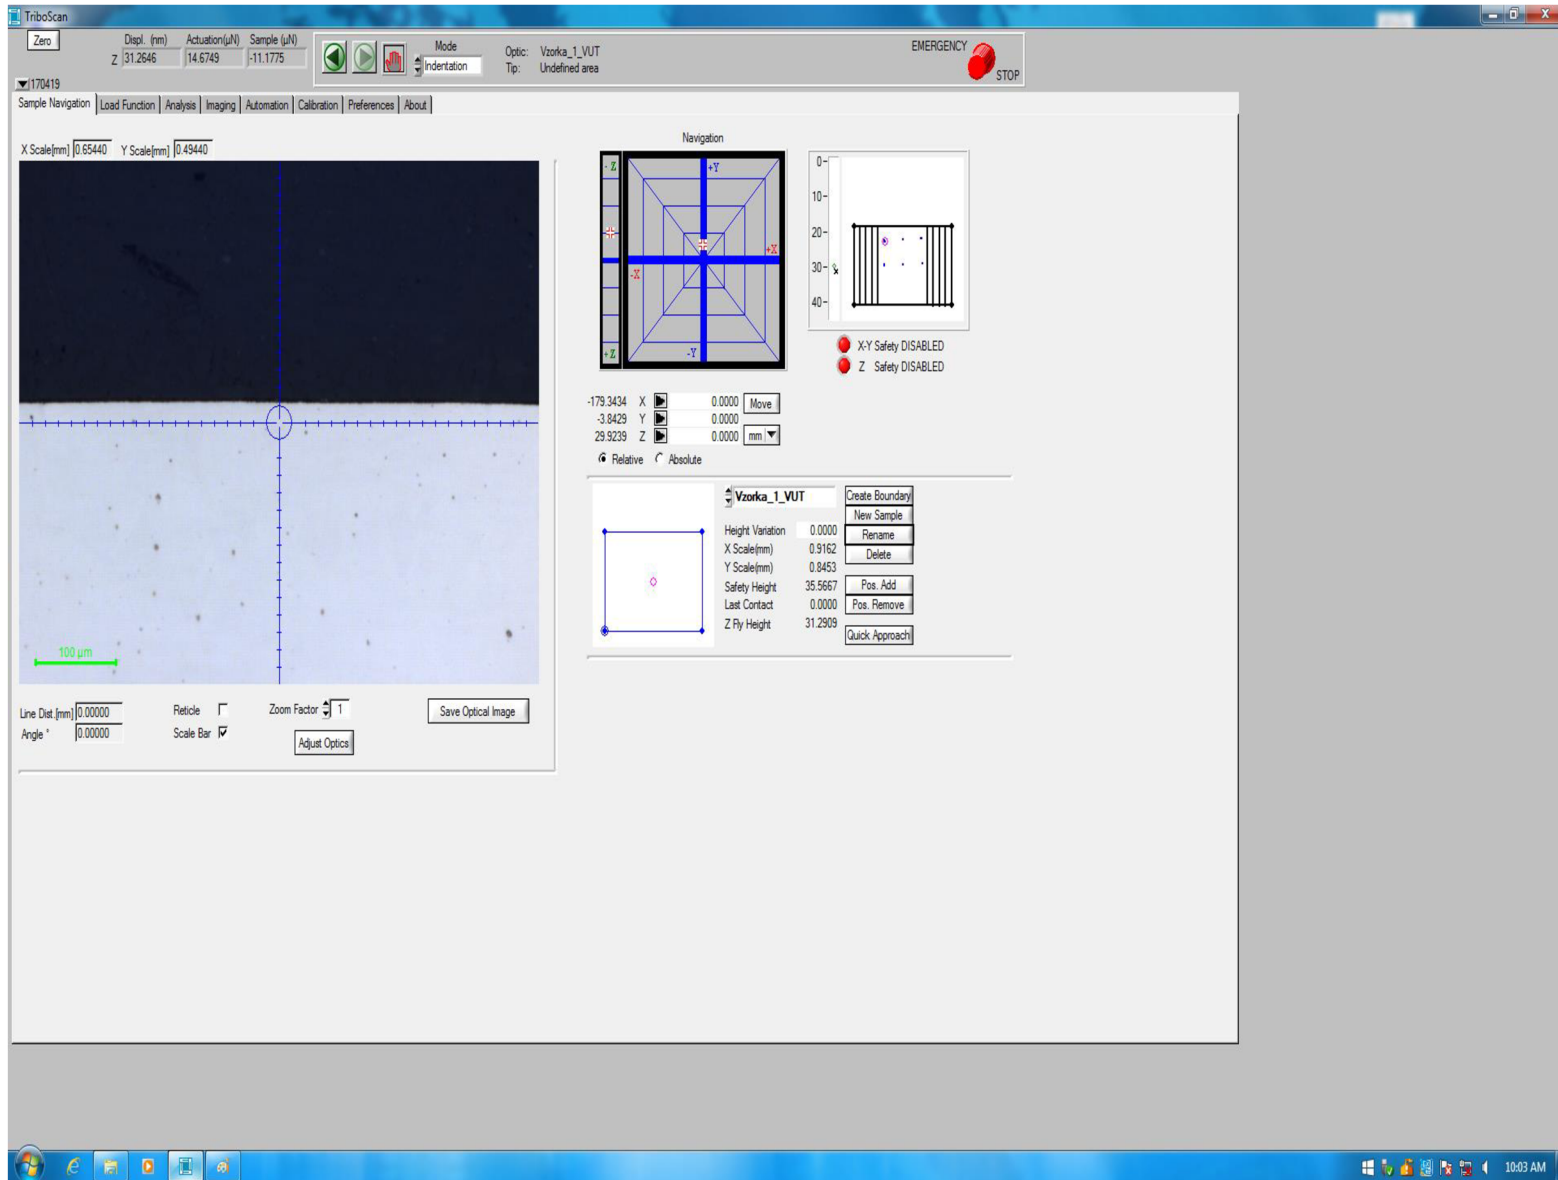 TriboScan
Zero
Displ. (nm) Actuation(µN) Sample (µN)
Z 31.2646 14.6749 -11.1775
Mode
Indentation
Optic: Vzorka_1_VUT
Tip: Undefined area
EMERGENCY
STOP
170419
Sample Navigation Load Function Analysis Imaging Automation Calibration Preferences About
X Scale[mm] 0.65440 Y Scale[mm] 0.49440
100 µm
Line Dist.[mm] 0.00000 Reticle Zoom Factor 1 Save Optical Image
Angle ° 0.00000 Scale Bar Adjust Optics
Navigation
- Z
+ Z
+Y
+X
-X
-Y
0-
10-
20-
30-
40-
X-Y Safety DISABLED
Z Safety DISABLED
-179.3434 X 0.0000 Move
-3.8429 Y 0.0000
29.9239 Z 0.0000 mm
Relative Absolute
Vzorka_1_VUT
Height Variation 0.0000
X Scale(mm) 0.9162
Y Scale(mm) 0.8453
Safety Height 35.5667
Last Contact 0.0000
Z Fly Height 31.2909
Create Boundary
New Sample
Rename
Delete
Pos. Add
Pos. Remove
Quick Approach
10:03 AM